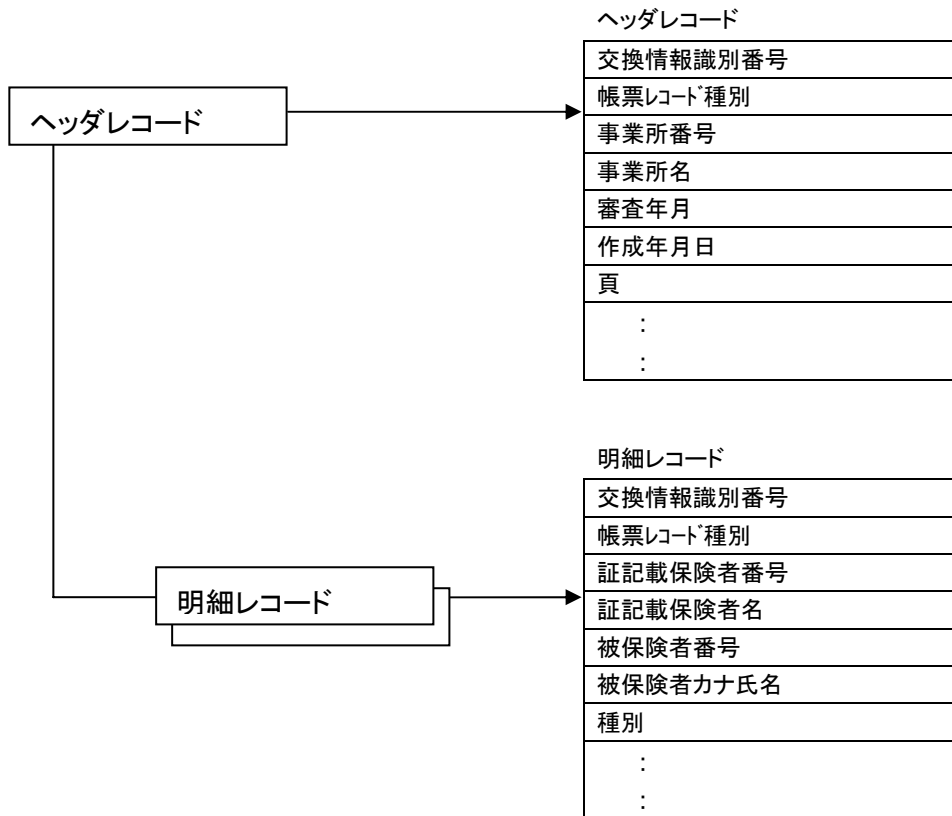 ヘッダレコード
ヘッダレコード
交換情報識別番号
帳票ﾚｺｰﾄﾞ種別
事業所番号
事業所名
審査年月
作成年月日
頁
:
:
明細レコード
明細レコード
交換情報識別番号
帳票ﾚｺｰﾄﾞ種別
証記載保険者番号
証記載保険者名
被保険者番号
被保険者カナ氏名
種別
:
: